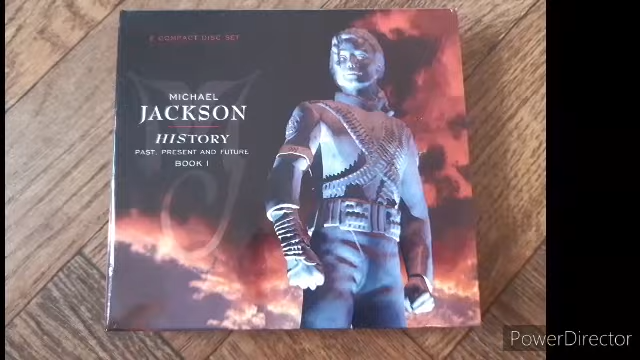 2 COMPACT DISC SET
MICHAEL
JACKSON
HISTORY
PAST, PRESENT AND FUTURE
BOOK I
PowerDirector